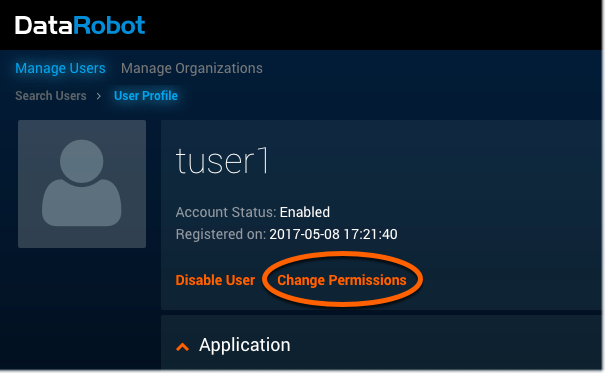 DataRobot
Manage Users Manage Organizations
Search Users > User Profile
tuser1
Account Status: Enabled
Registered on: 2017-05-08 17:21:40
Disable User Change Permissions
Application